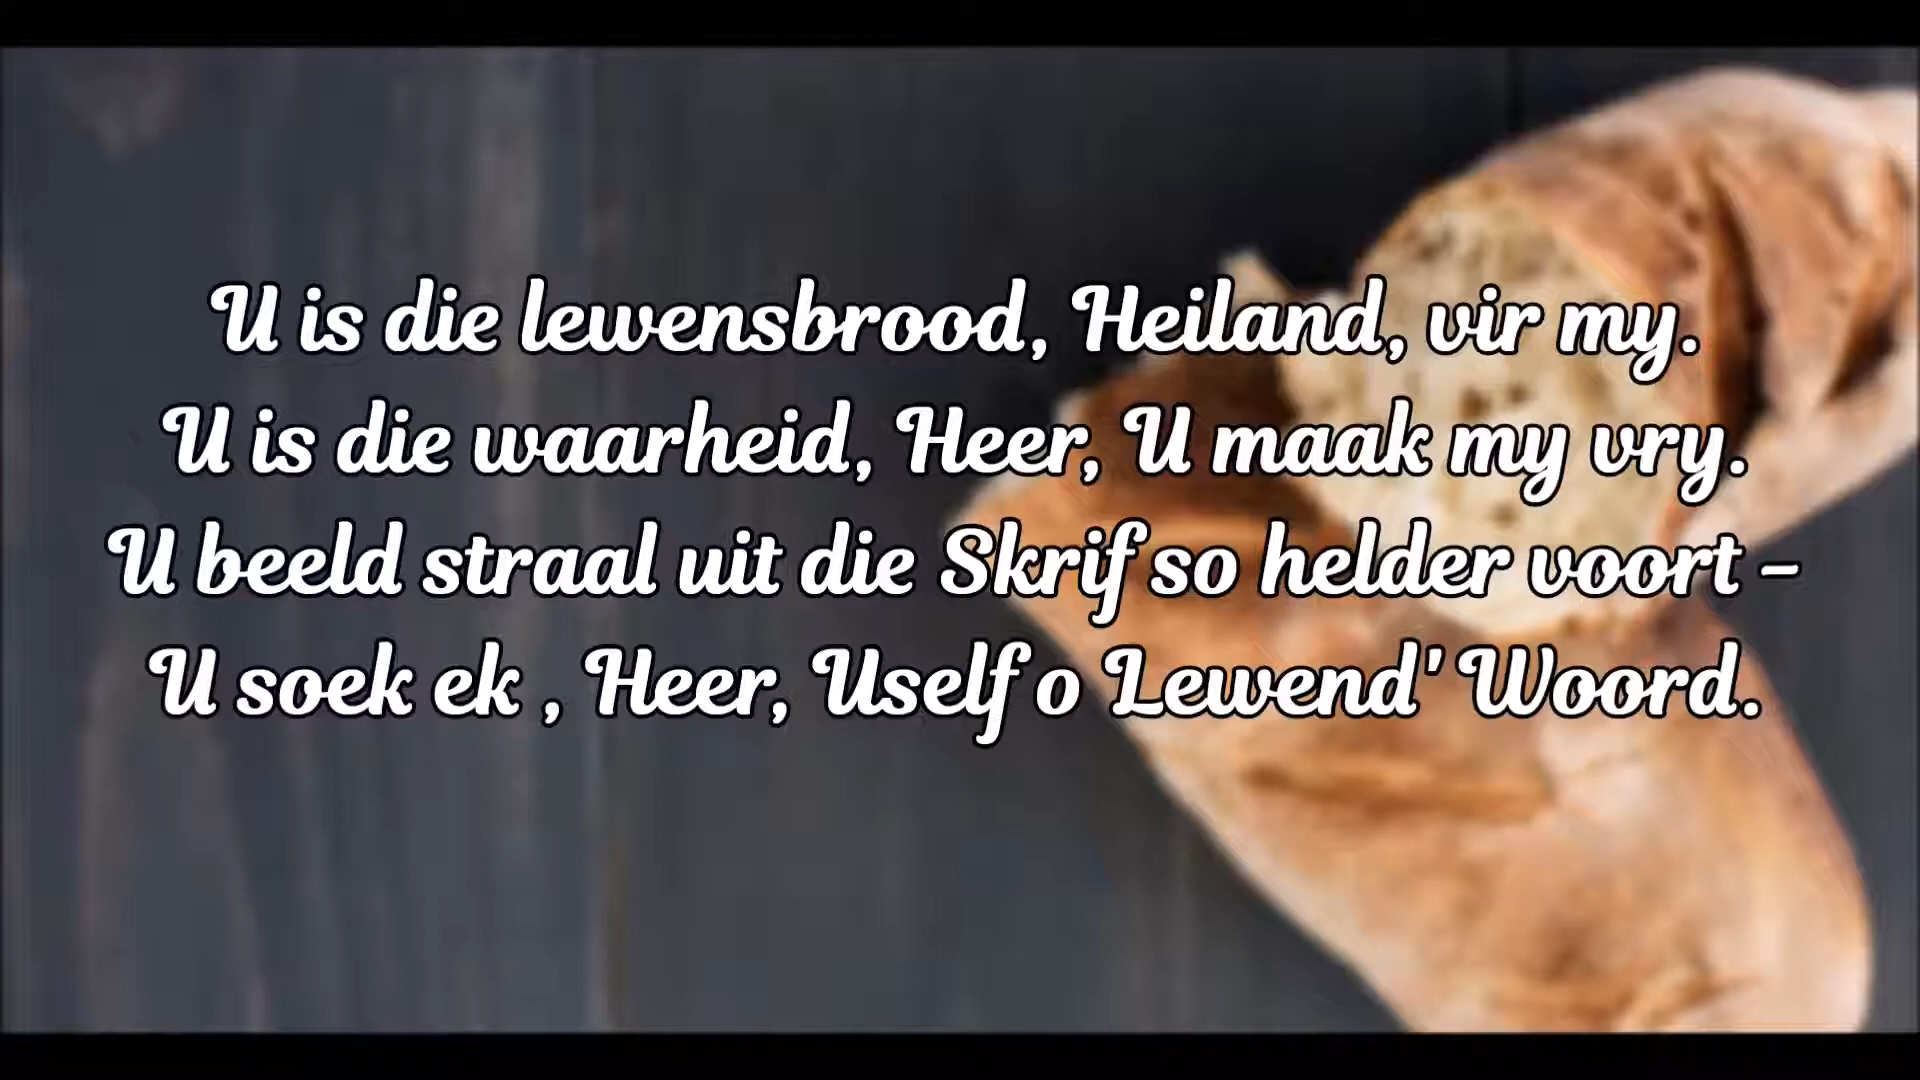 U is die lewensbrood, Heiland, vir my.
U is die waarheid, Heer, U maak my vry.
U beeld straal uit die Skrif so helder voort –
U soek ek , Heer, Uself o Lewend' Woord.